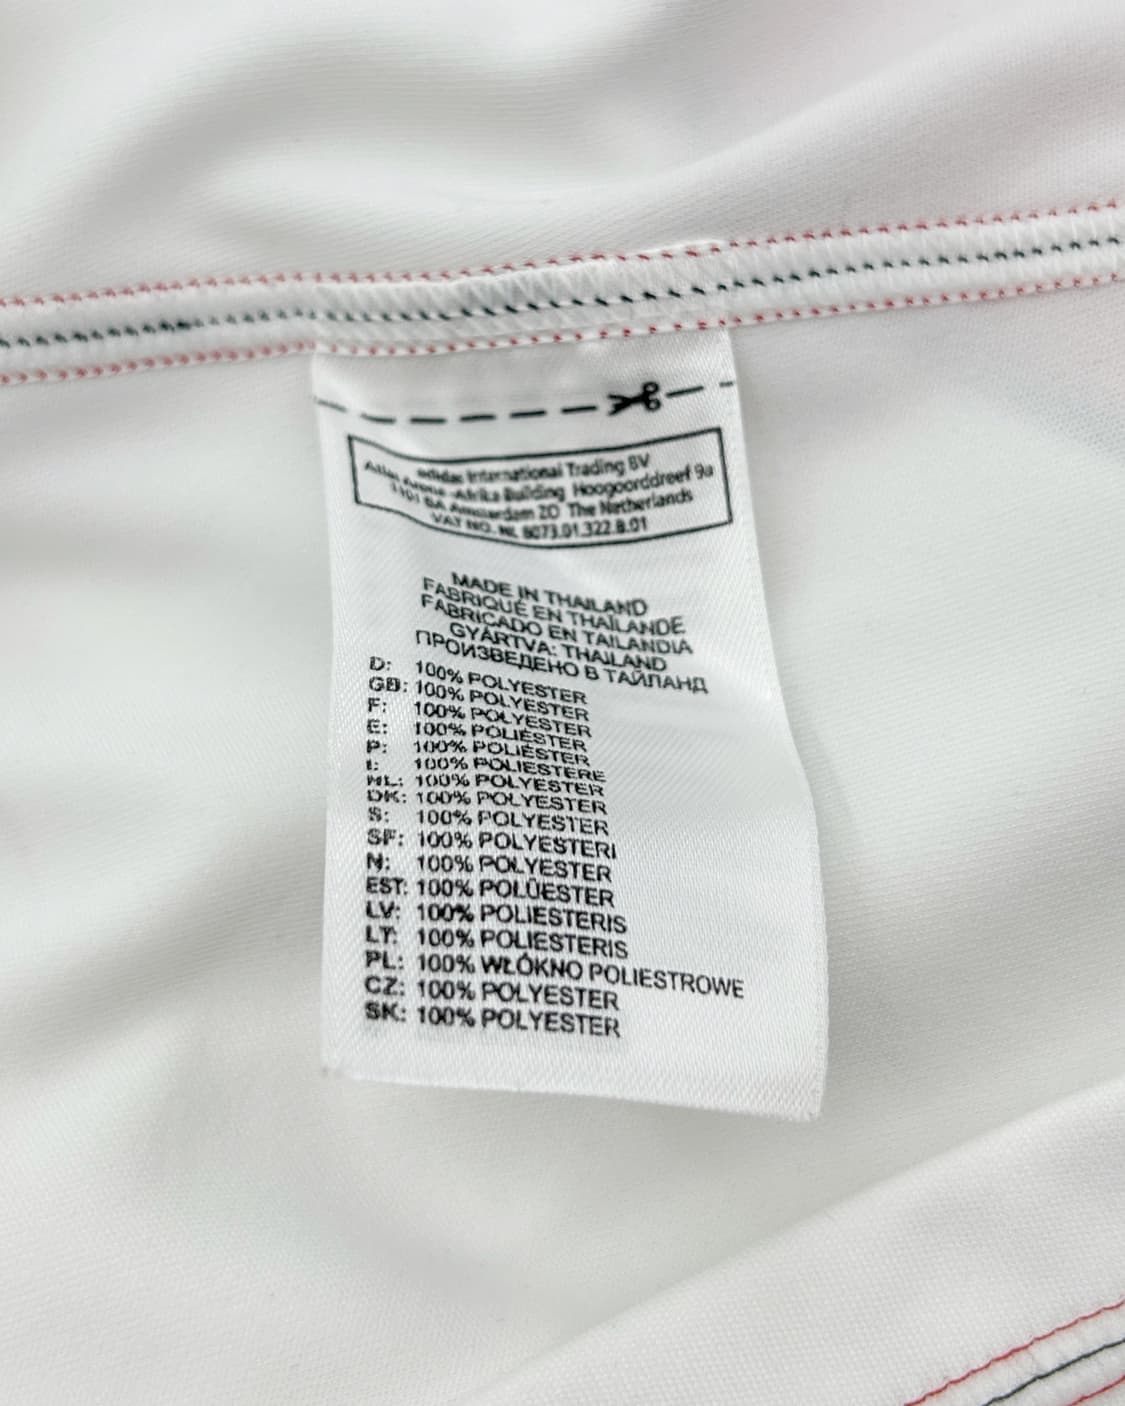 adidas International Trading BV
Atlas Arena -Afrika Building Hoogoorddreef 9a
1101 BA Amsterdam ZO The Netherlands
VAT NO. NL 8073.01.322.B.01
MADE IN THAILAND
FABRIQUÉ EN THAÏLANDE
FABRICADO EN TAILANDIA
GYÁRTVA: THAILAND
ПРОИЗВЕДЕНО В ТАЙЛАНД
D: 100% POLYESTER
GB: 100% POLYESTER
F: 100% POLYESTER
E: 100% POLIÉSTER
P: 100% POLIÉSTER
I: 100% POLIESTERE
NL: 100% POLYESTER
DK: 100% POLYESTER
S: 100% POLYESTER
SF: 100% POLYESTERI
N: 100% POLYESTER
EST: 100% POLÜESTER
LV: 100% POLIESTERIS
LT: 100% POLIESTERIS
PL: 100% WŁÓKNO POLIESTROWE
CZ: 100% POLYESTER
SK: 100% POLYESTER